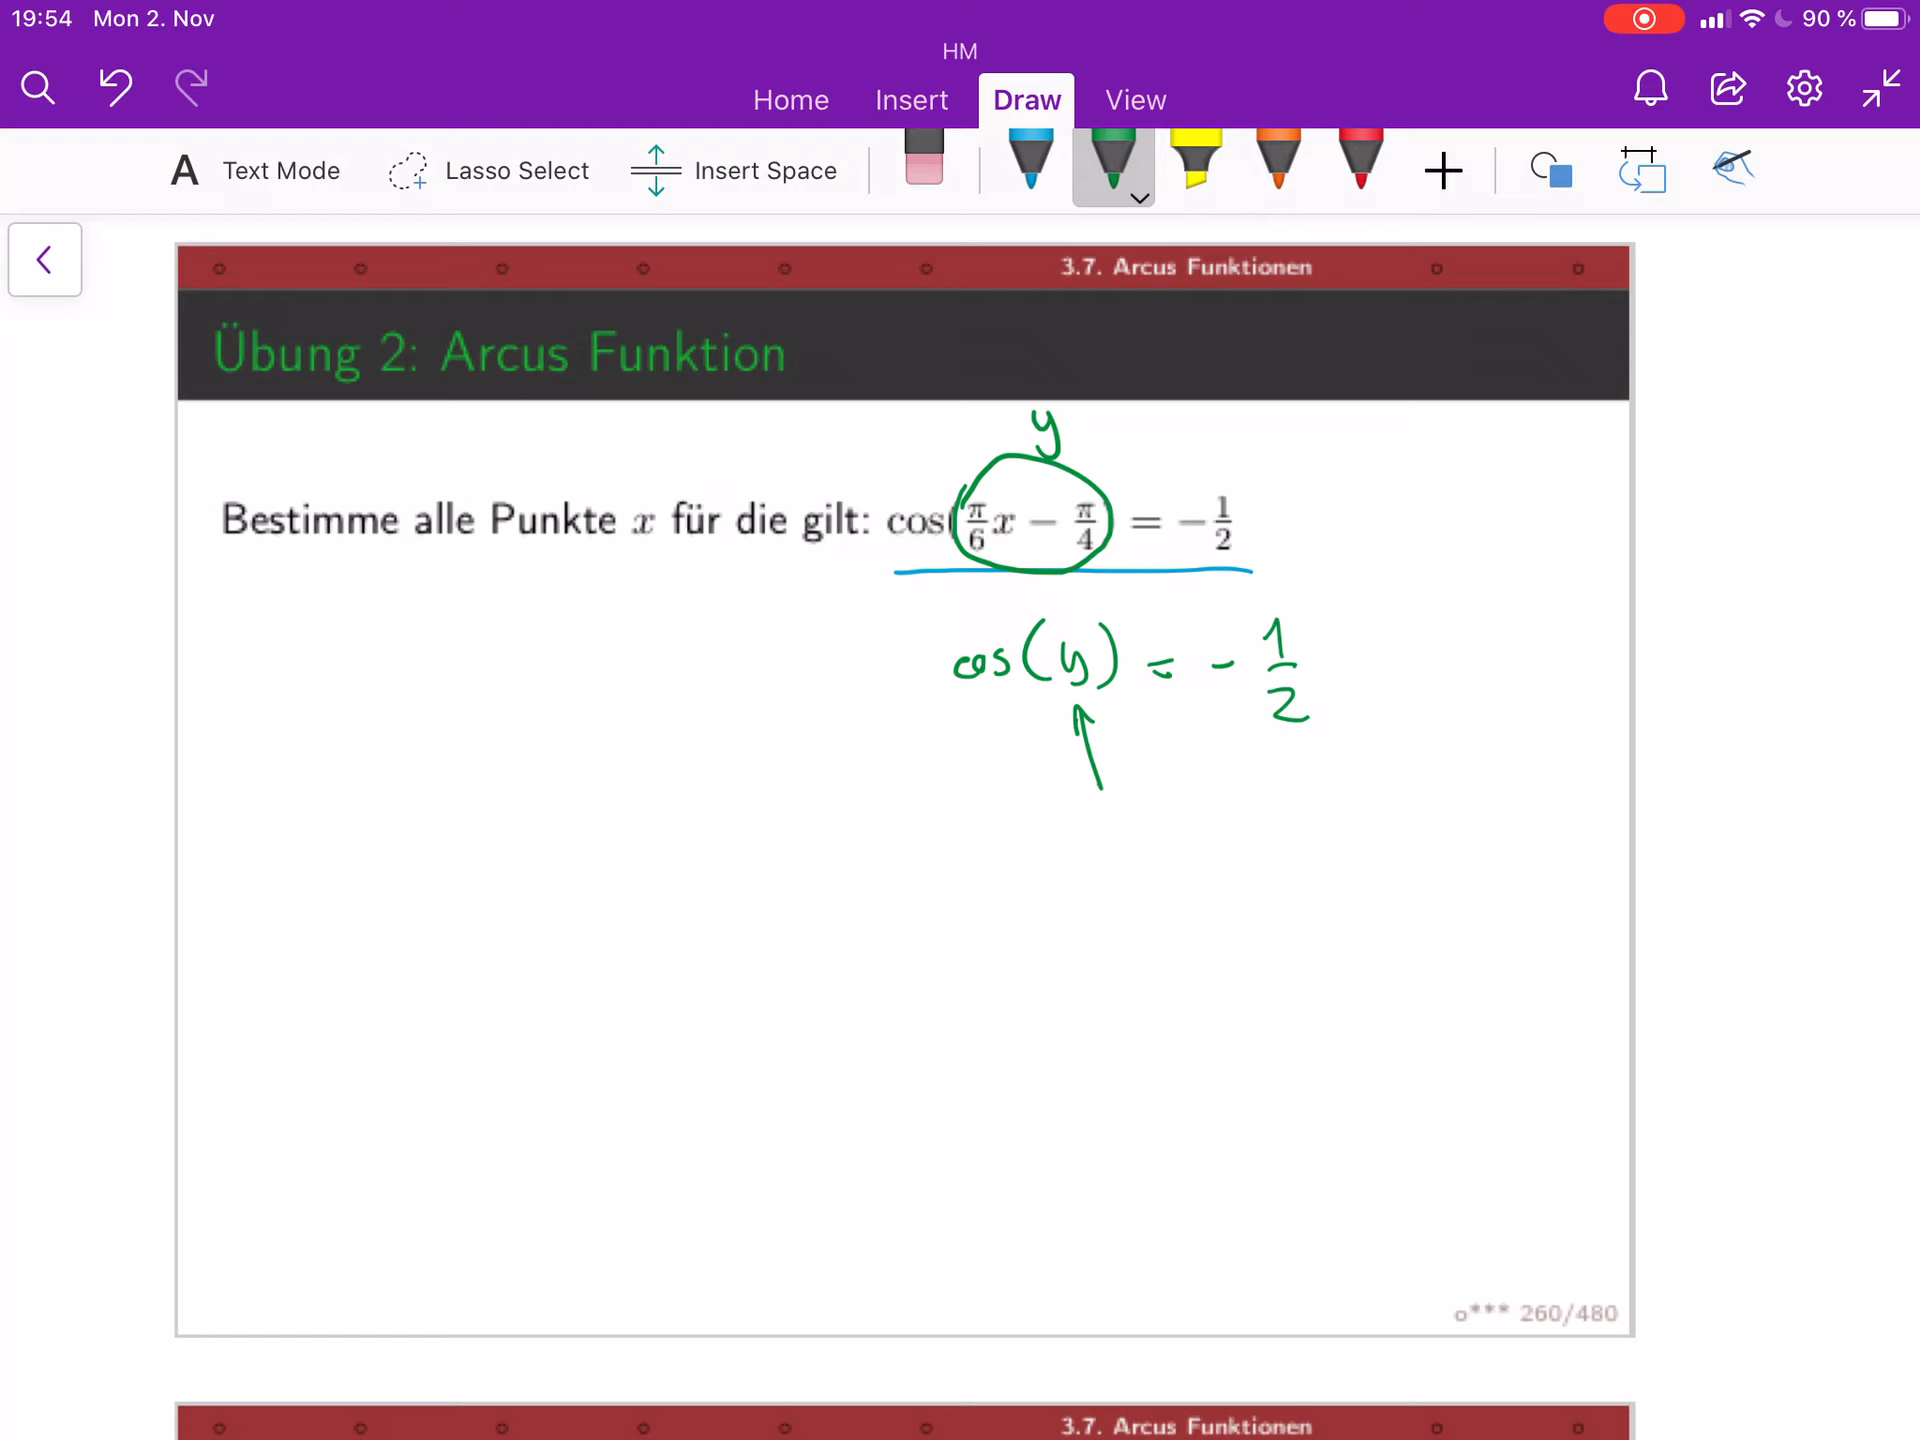 19:54 Mon 2. Nov 90 %
HM
Home Insert Draw View
A Text Mode Lasso Select Insert Space
3.7. Arcus Funktionen
Übung 2: Arcus Funktion
y
Bestimme alle Punkte x für die gilt: cos(π/6 x − π/4) = −1/2
cos(y) = - 1/2
o*** 260/480
3.7. Arcus Funktionen